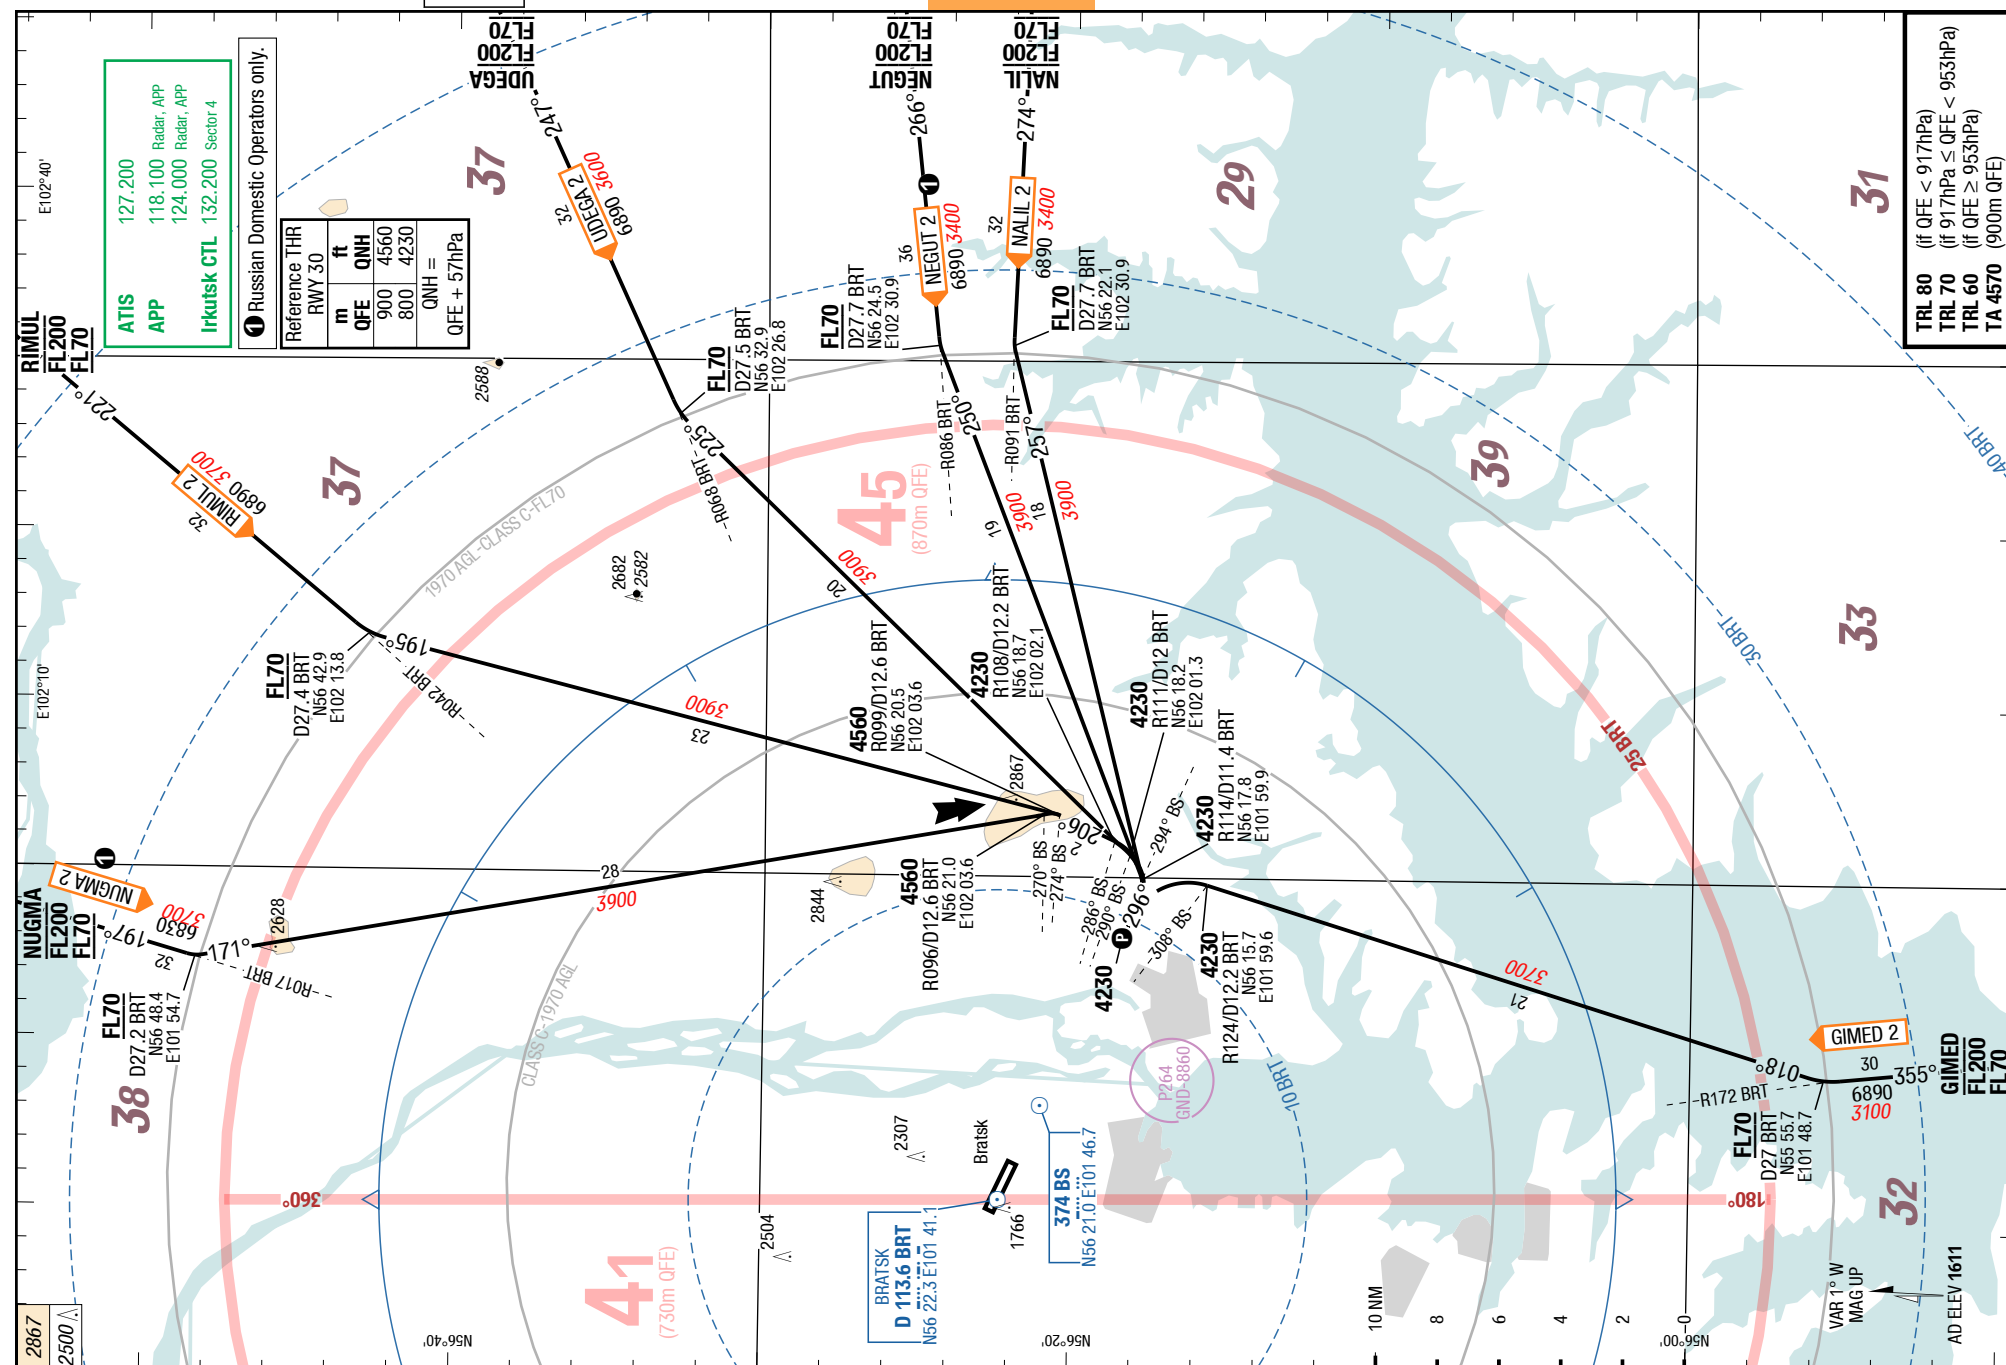 RIMUL
FL200
FL70
221°
RIMUL 2
32
6890 3700
UDEGA
FL200
FL70
247°
UDEGA 2
32
6890 3600
NEGUT
FL200
FL70
266°
1
NEGUT 2
36
6890 3400
NALIL
FL200
FL70
274°
NALIL 2
32
6890 3400
E102°40'
E102°10'
ATIS 127.200
APP 118.100 Radar, APP
124.000 Radar, APP
Irkutsk CTL 132.200 Sector 4
1 Russian Domestic Operators only.
Reference THR
RWY 30
m ft
QFE QNH
900 4560
800 4230
QNH =
QFE + 57hPa
TRL 80 (if QFE < 917hPa)
TRL 70 (if 917hPa ≤ QFE < 953hPa)
TRL 60 (if QFE ≥ 953hPa)
TA 4570 (900m QFE)
37
37
29
31
39
33
38
32
45
(870m QFE)
41
(730m QFE)
2588
2682
2582
1970 AGL-CLASS C-FL70
CLASS C-1970 AGL
FL70
D27.5 BRT
N56 32.9
E102 26.8
225°
R068 BRT
3900
20
FL70
D27.7 BRT
N56 24.5
E102 30.9
R086 BRT
250°
3900
19
FL70
D27.7 BRT
N56 22.1
E102 30.9
R091 BRT
257°
3900
18
FL70
D27.4 BRT
N56 42.9
E102 13.8
195°
R042 BRT
3900
23
NUGMA
FL200
FL70
NUGMA 2
1
3700
6830
197°
32
171°
R017 BRT
FL70
D27.2 BRT
N56 48.4
E101 54.7
2628
28
3900
2844
2867
4560
R099/D12.6 BRT
N56 20.5
E102 03.6
4560
R096/D12.6 BRT
N56 21.0
E102 03.6
4230
R108/D12.2 BRT
N56 18.7
E102 02.1
4230
R111/D12 BRT
N56 18.2
E102 01.3
4230
R114/D11.4 BRT
N56 17.8
E101 59.9
4230
R124/D12.2 BRT
N56 15.7
E101 59.6
206°
2
270° BS
274° BS
286° BS
290° BS
294° BS
308° BS
296°
P
4230
3700
21
018°
GIMED 2
30
6890
3100
355°
GIMED
FL200
FL70
R172 BRT
FL70
D27 BRT
N55 55.7
E101 48.7
40 BRT
30 BRT
25 BRT
10 BRT
P264
GND-8860
360°
180°
2307
Bratsk
1766
2504
BRATSK
D 113.6 BRT
N56 22.3 E101 41.1
374 BS
N56 21.0 E101 46.7
2867
2500
N56°40'
N56°20'
N56°00'
10 NM
8
6
4
2
0
VAR 1° W
MAG UP
AD ELEV 1611